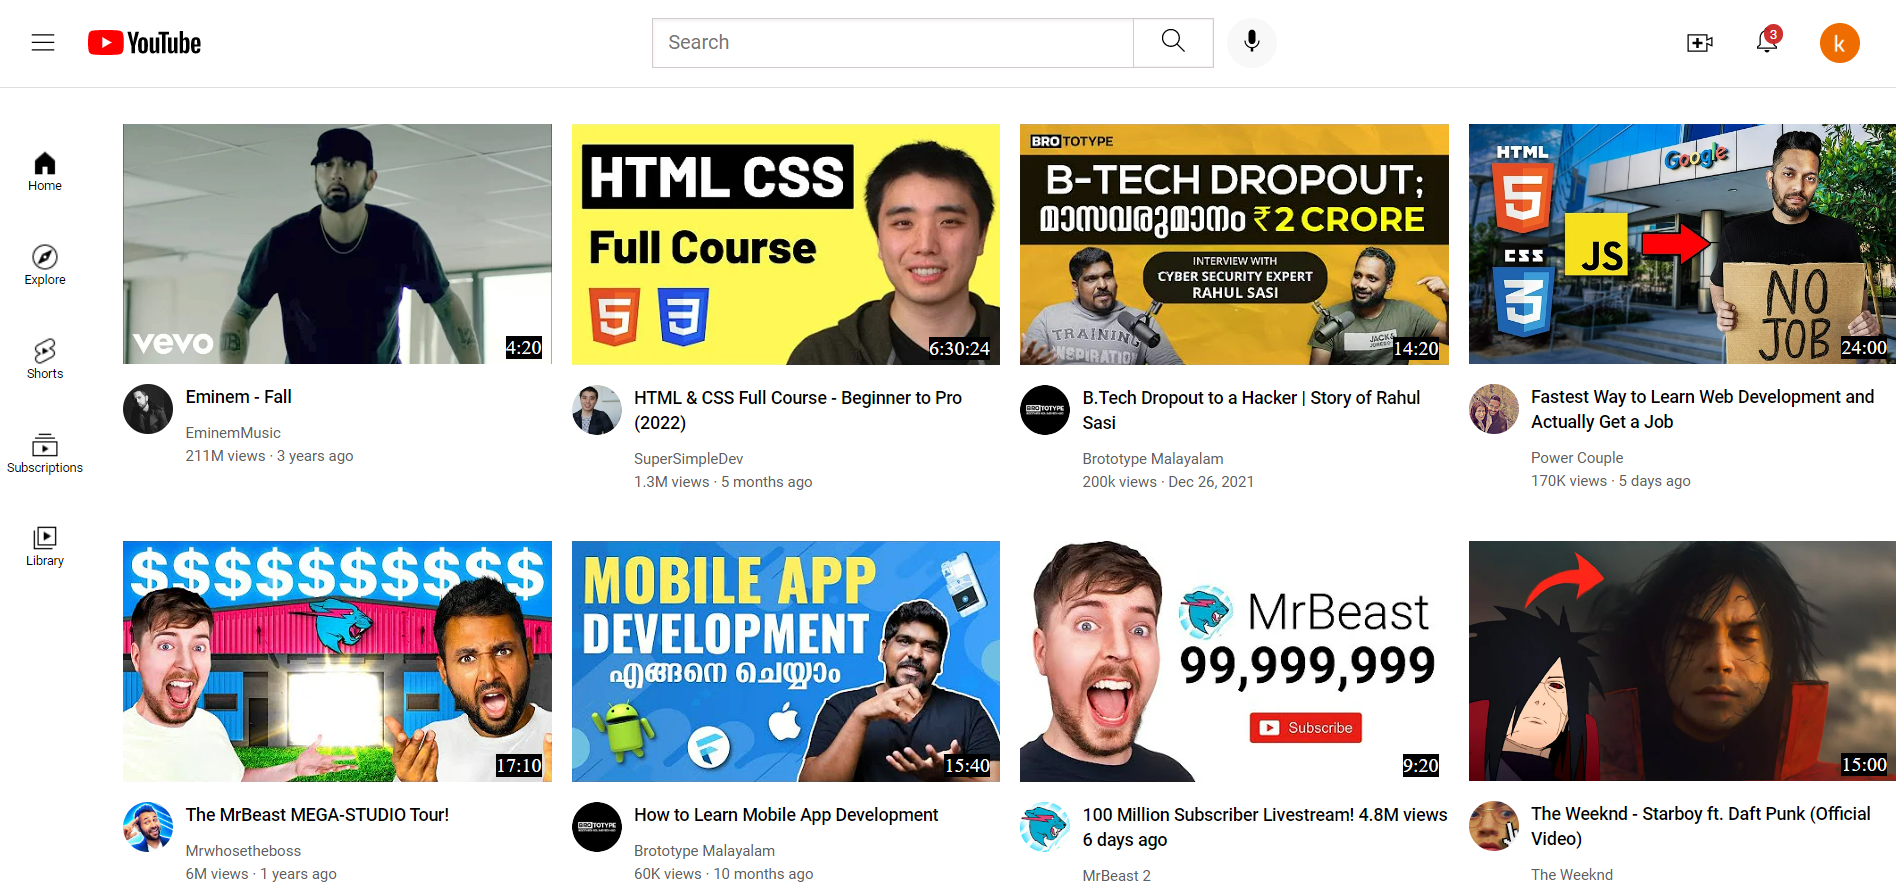 YouTube
Search
3
k
Home
Explore
Shorts
Subscriptions
Library
vevo
4:20
Eminem - Fall
EminemMusic
211M views · 3 years ago
HTML CSS
Full Course
5
3
6:30:24
HTML & CSS Full Course - Beginner to Pro
(2022)
SuperSimpleDev
1.3M views · 5 months ago
BROTOTYPE
B-TECH DROPOUT;
മാസവരുമാനം ₹2 CRORE
INTERVIEW WITH
CYBER SECURITY EXPERT
RAHUL SASI
TRAINING
INSPIRATION
14:20
BROTOTYPE
B.Tech Dropout to a Hacker | Story of Rahul
Sasi
Brototype Malayalam
200k views · Dec 26, 2021
HTML
5
CSS
3
JS
Google
NO
JOB
24:00
Fastest Way to Learn Web Development and
Actually Get a Job
Power Couple
170K views · 5 days ago
$$$$$$$$$$
17:10
The MrBeast MEGA-STUDIO Tour!
Mrwhosetheboss
6M views · 1 years ago
MOBILE APP
DEVELOPMENT
എങ്ങനെ ചെയ്യാം
15:40
BROTOTYPE
How to Learn Mobile App Development
Brototype Malayalam
60K views · 10 months ago
MrBeast
99,999,999
Subscribe
9:20
100 Million Subscriber Livestream! 4.8M views
6 days ago
MrBeast 2
15:00
The Weeknd - Starboy ft. Daft Punk (Official
Video)
The Weeknd